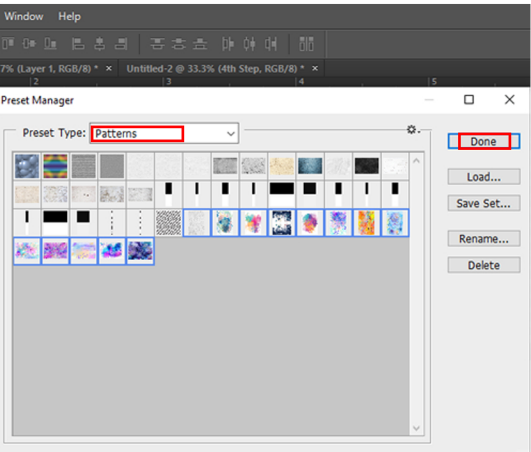 Window Help
7% (Layer 1, RGB/8) * × Untitled-2 @ 33.3% (4th Step, RGB/8) * ×
2 3 4 5
Preset Manager
Preset Type: Patterns
Done
Load...
Save Set...
Rename...
Delete